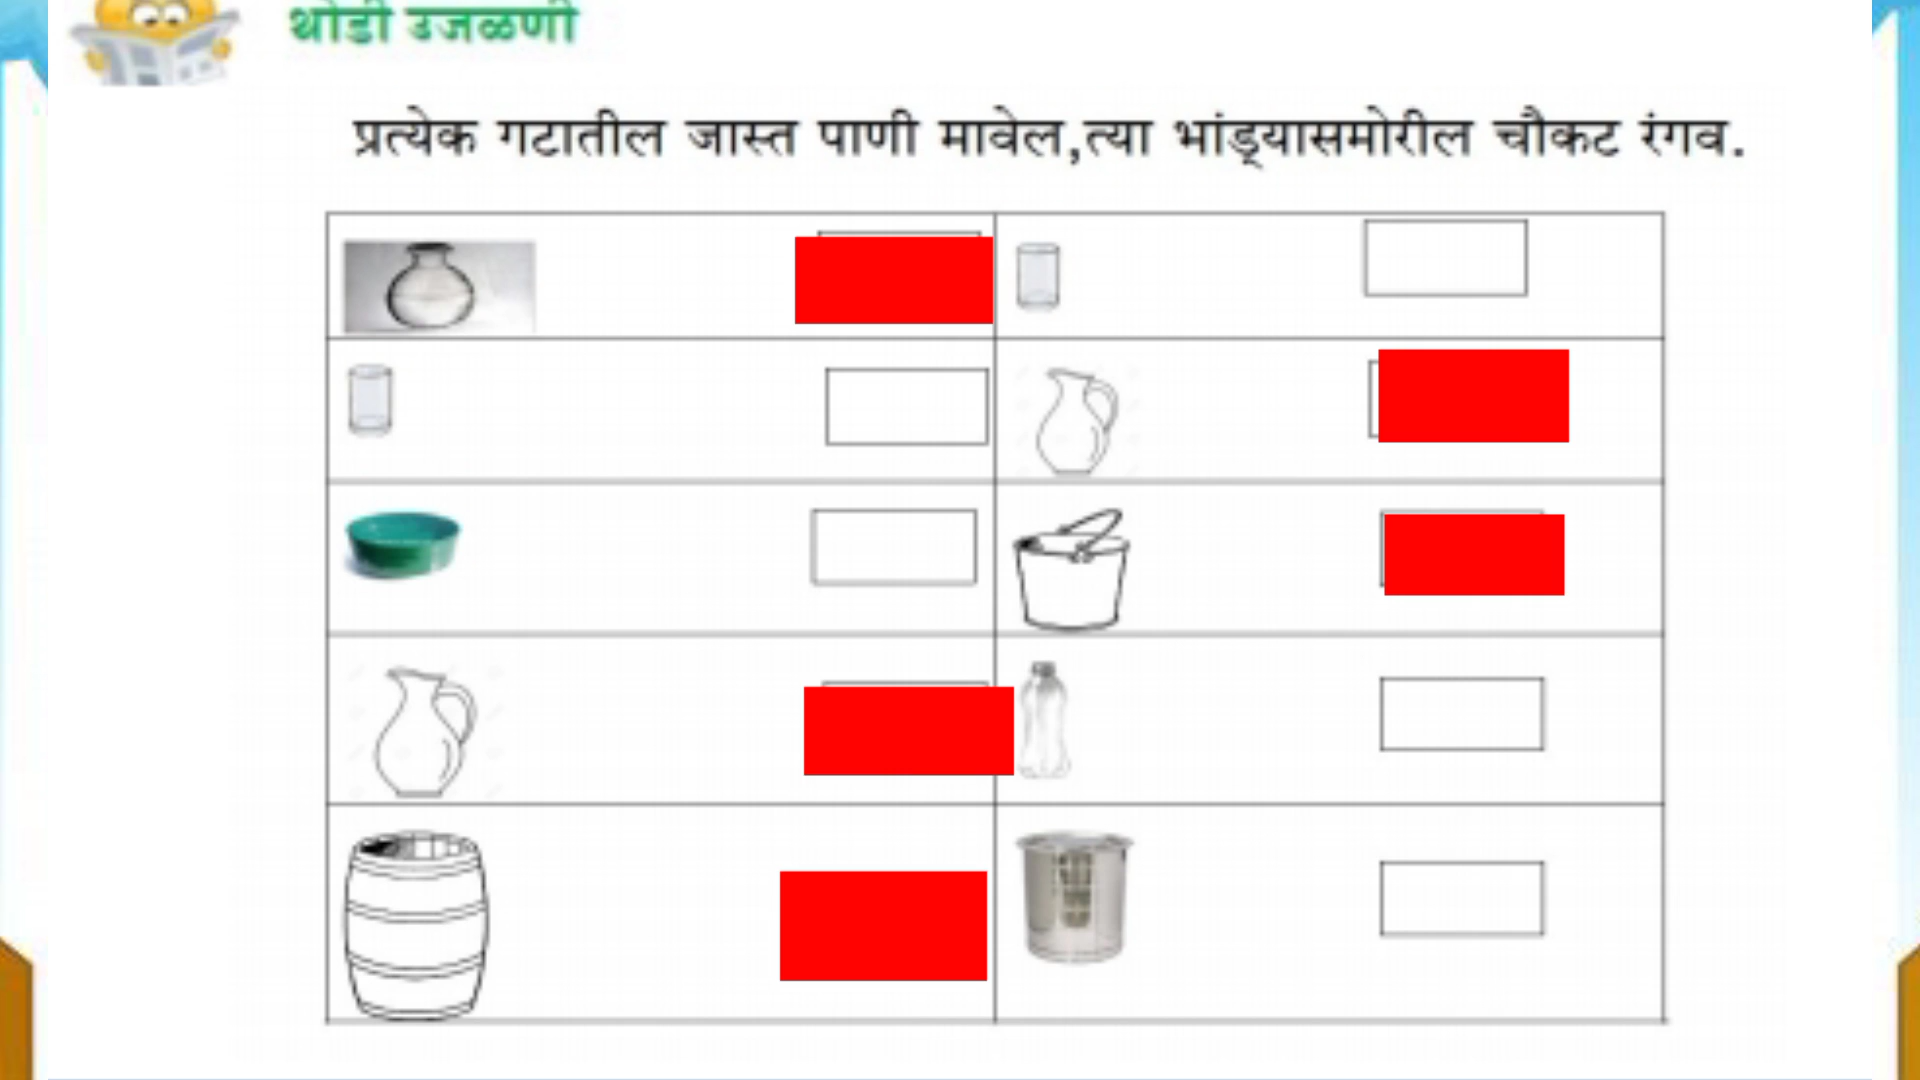 थोडी उजळणी
प्रत्येक गटातील जास्त पाणी मावेल,त्या भांड्यासमोरील चौकट रंगव.